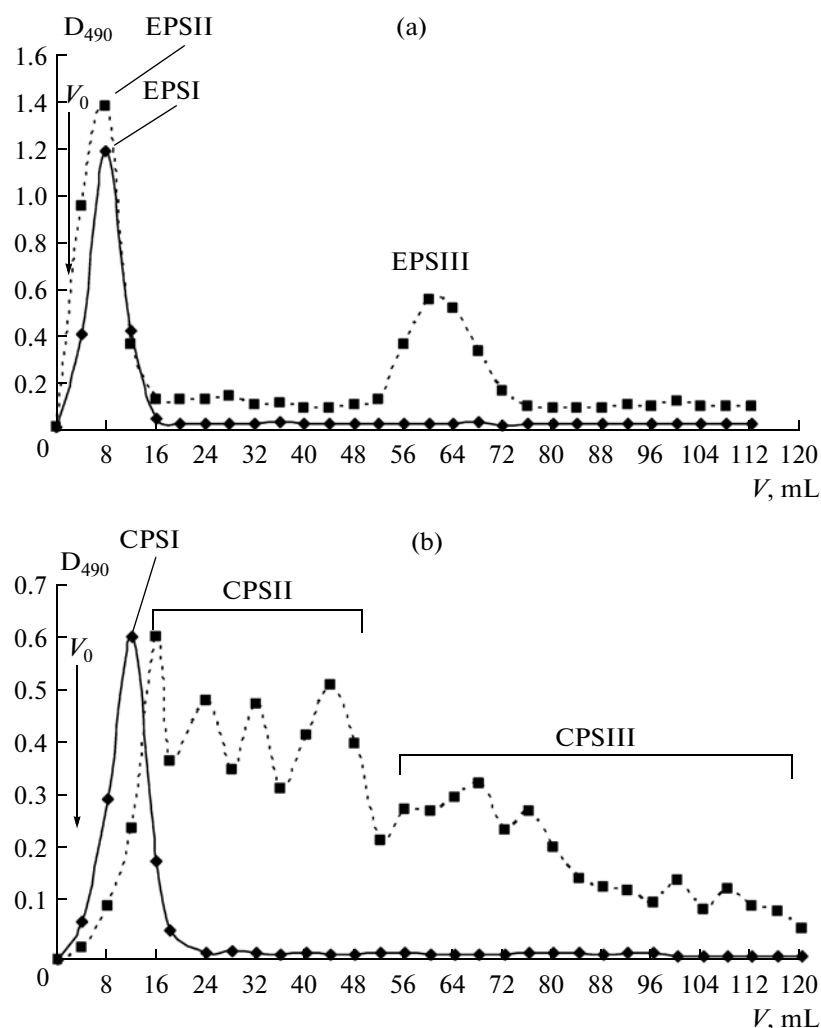 D490 EPSII (a)
1.6
V0 EPSI
1.4
1.2
1.0
0.8
0.6 EPSIII
0.4
0.2
0
8 16 24 32 40 48 56 64 72 80 88 96 104 112 120
V, mL
CPSI (b)
D490
0.7 CPSII
0.6
V0
0.5
0.4 CPSIII
0.3
0.2
0.1
0
8 16 24 32 40 48 56 64 72 80 88 96 104 112 120
V, mL